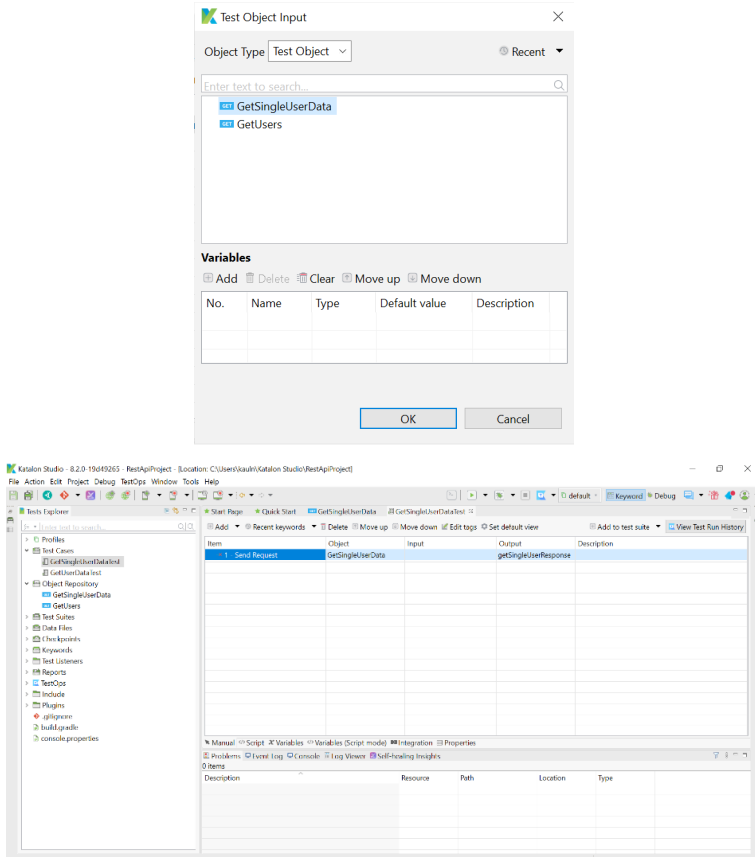 Test Object Input
Object Type Test Object Recent
Enter text to search...
GET GetSingleUserData
GET GetUsers
Variables
Add Delete Clear Move up Move down
No. Name Type Default value Description
OK Cancel
Katalon Studio - 8.2.0-19d49265 - RestApiProject - [Location: C:\Users\kauln\Katalon Studio\RestApiProject]
File Action Edit Project Debug TestOps Window Tools Help
default Keyword Debug
Tests Explorer Start Page Quick Start GetSingleUserData GetSingleUserDataTest
Enter text to search... Add Recent keywords Delete Move up Move down Edit tags Set default view Add to test suite View Test Run History
Profiles Item Object Input Output Description
Test Cases 1 Send Request GetSingleUserData getSingleUserResponse
GetSingleUserDataTest
GetUserDataTest
Object Repository
GetSingleUserData
GetUsers
Test Suites
Data Files
Checkpoints
Keywords
Test Listeners
Reports
TestOps
Include
Plugins
.gitignore
build.gradle
console.properties
Manual Script Variables Variables (Script mode) Integration Properties
Problems Event Log Console Log Viewer Self-healing Insights
0 items
Description Resource Path Location Type